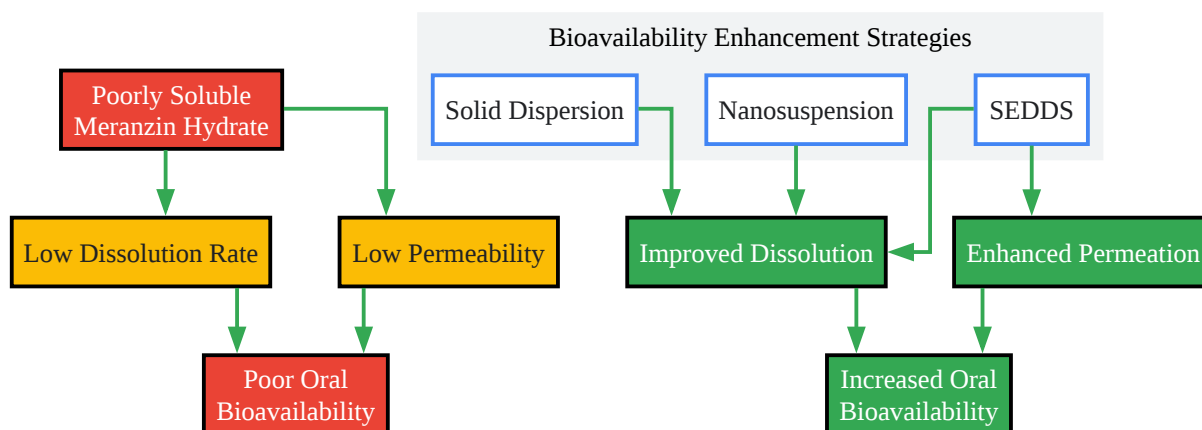 Bioavailability Enhancement Strategies
Poorly Soluble
Meranzin Hydrate
Solid Dispersion
Nanosuspension
SEDDS
Low Dissolution Rate
Low Permeability
Improved Dissolution
Enhanced Permeation
Poor Oral
Bioavailability
Increased Oral
Bioavailability